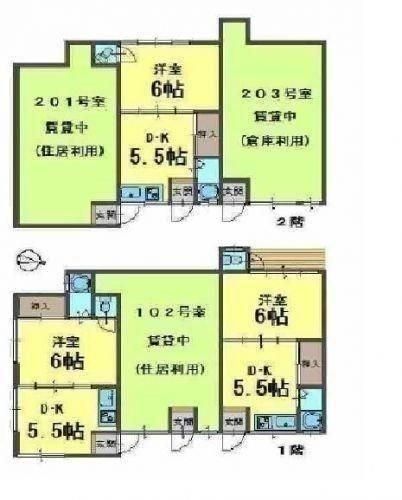 洋室
6帖
201号室
賃貸中
(住居利用)
203号室
賃貸中
(倉庫利用)
D-K
5.5帖
押入
玄関
玄関
玄関
2階
押入
洋室
6帖
102号室
賃貸中
(住居利用)
洋室
6帖
D-K
5.5帖
押入
D-K
5.5帖
玄関
玄関
玄関
1階